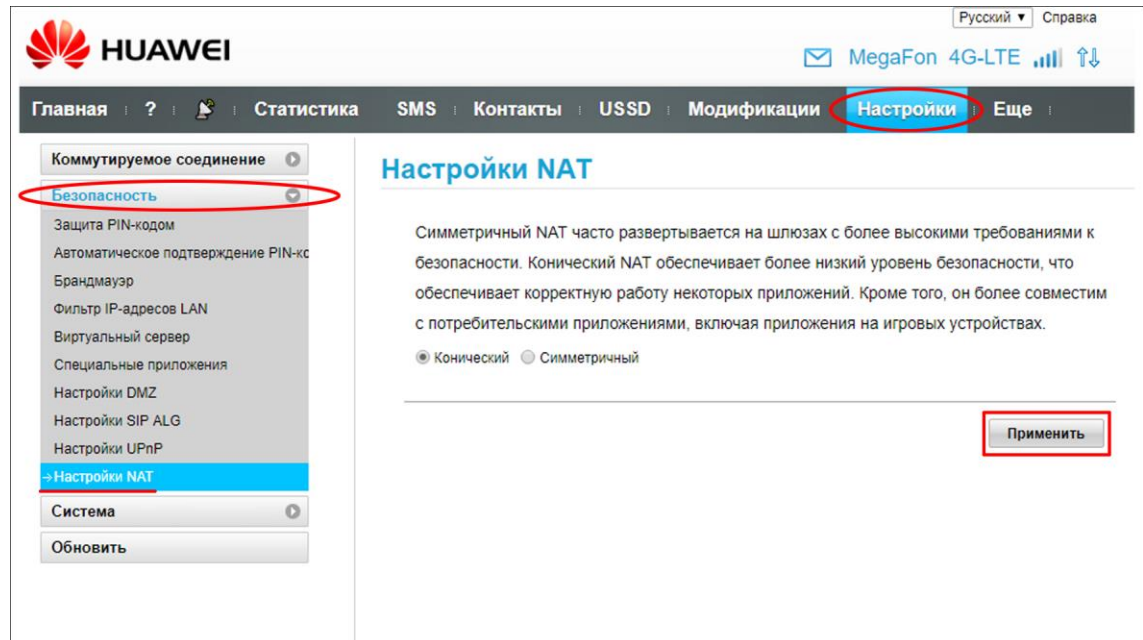 Русский ▼ Справка
HUAWEI
MegaFon 4G-LTE
Главная ? Статистика SMS Контакты USSD Модификации Настройки Еще
Коммутируемое соединение
Безопасность
Защита PIN-кодом
Автоматическое подтверждение PIN-кс
Брандмауэр
Фильтр IP-адресов LAN
Виртуальный сервер
Специальные приложения
Настройки DMZ
Настройки SIP ALG
Настройки UPnP
→Настройки NAT
Система
Обновить
Настройки NAT
Симметричный NAT часто развертывается на шлюзах с более высокими требованиями к
безопасности. Конический NAT обеспечивает более низкий уровень безопасности, что
обеспечивает корректную работу некоторых приложений. Кроме того, он более совместим
с потребительскими приложениями, включая приложения на игровых устройствах.
Конический Симметричный
Применить